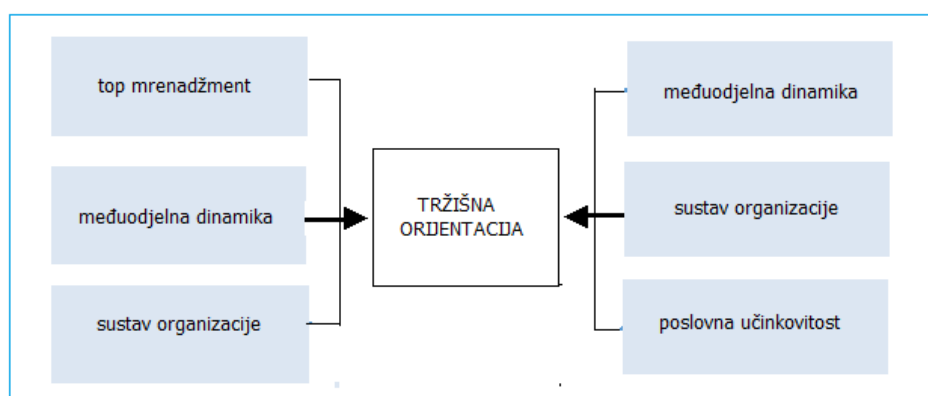 top mrenadžment
međuodjelna dinamika
sustav organizacije
TRŽIŠNA
ORIJENTACIJA
međuodjelna dinamika
sustav organizacije
poslovna učinkovitost